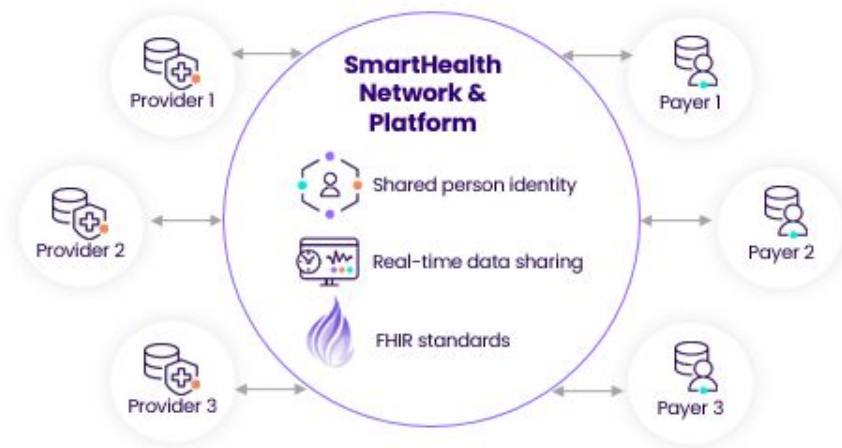 SmartHealth
Network &
Platform
Provider 1
Payer 1
Shared person identity
Provider 2
Payer 2
Real-time data sharing
FHIR standards
Provider 3
Payer 3